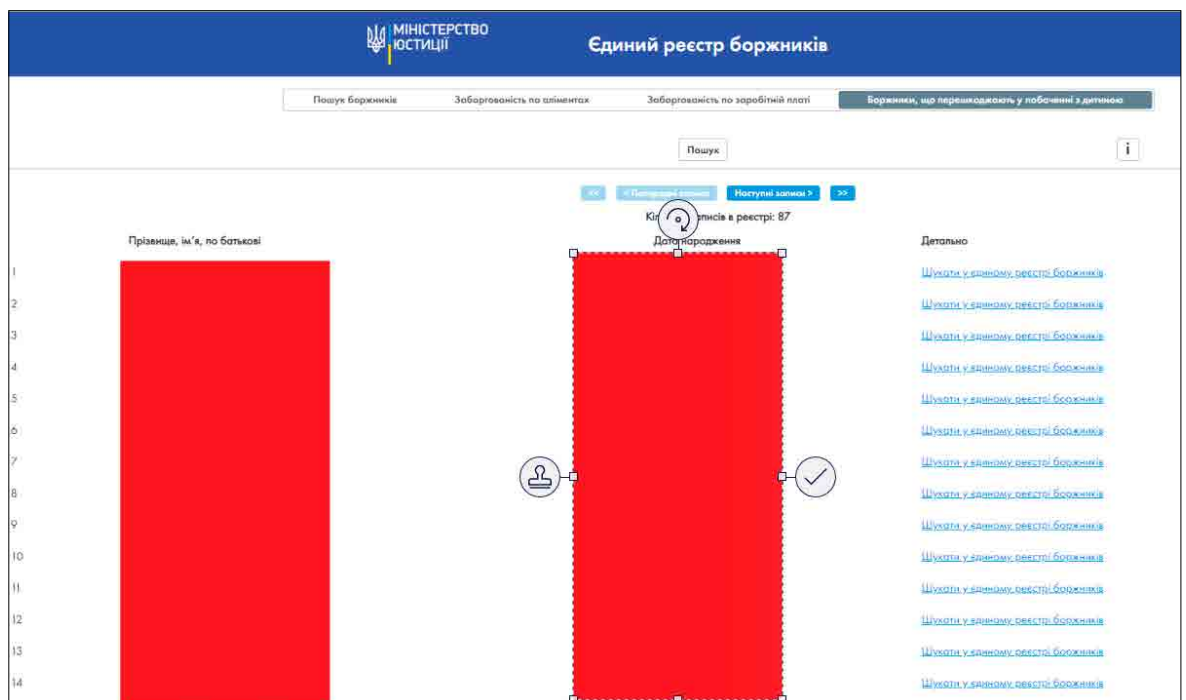 МІНІСТЕРСТВО
ЮСТИЦІЇ
Єдиний реєстр боржників
Пошук боржників Заборгованість по аліментах Заборгованість по заробітній платі Боржники, що перешкоджають у побаченні з дитиною
Пошук i
<< Наступні записи > >>
записів в реєстрі: 87
Прізвище, ім'я, по батькові Дата народження Детально
1 Шукати у єдиному реєстрі боржників
2 Шукати у єдиному реєстрі боржників
3 Шукати у єдиному реєстрі боржників
4 Шукати у єдиному реєстрі боржників
5 Шукати у єдиному реєстрі боржників
6 Шукати у єдиному реєстрі боржників
7 Шукати у єдиному реєстрі боржників
8 Шукати у єдиному реєстрі боржників
9 Шукати у єдиному реєстрі боржників
10 Шукати у єдиному реєстрі боржників
11 Шукати у єдиному реєстрі боржників
12 Шукати у єдиному реєстрі боржників
13 Шукати у єдиному реєстрі боржників
14 Шукати у єдиному реєстрі боржників